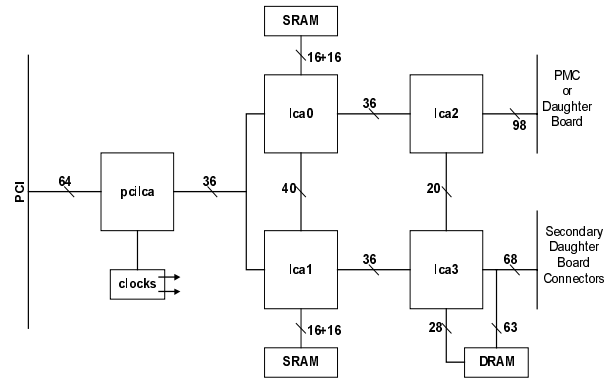 SRAM
16+16
PCI
64
pcilca
36
clocks
lca0
36
lca2
98
PMC
or
Daughter
Board
40
20
lca1
36
lca3
68
Secondary
Daughter
Board
Connectors
16+16
SRAM
28
63
DRAM